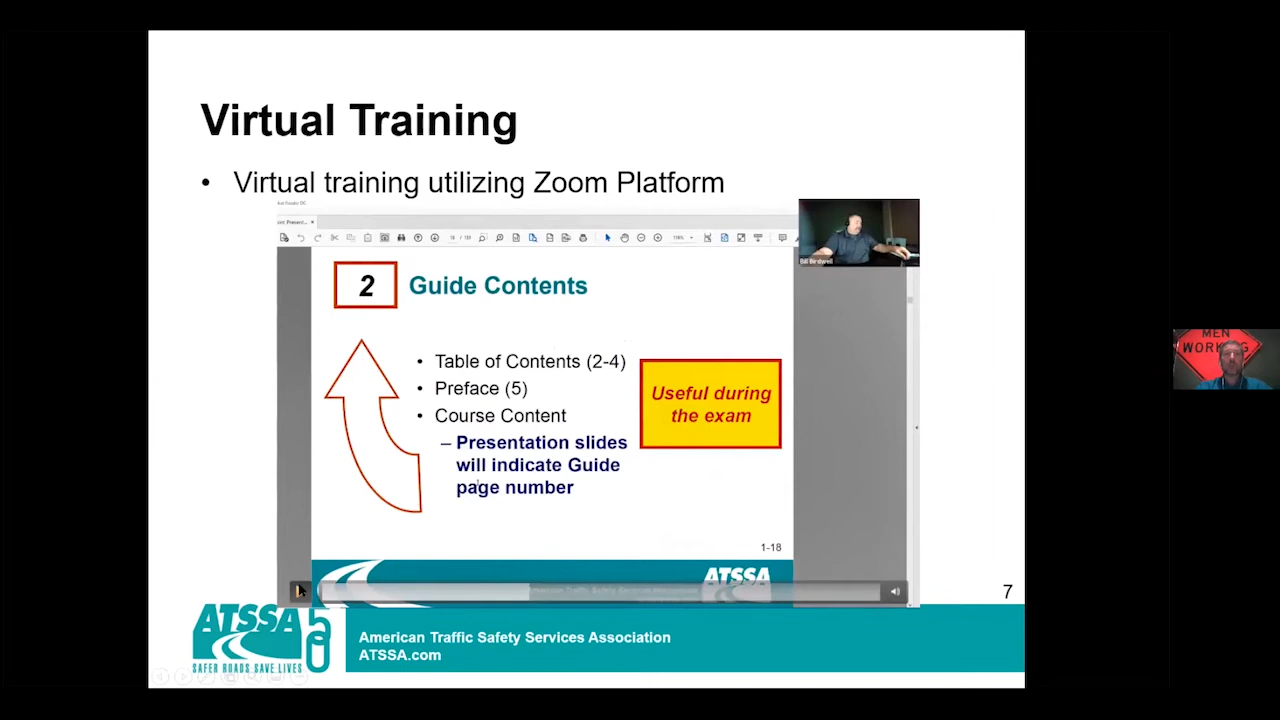 Virtual Training
• Virtual training utilizing Zoom Platform
Bill Birdwell
2
Guide Contents
• Table of Contents (2-4)
• Preface (5)
• Course Content
– Presentation slides
will indicate Guide
page number
Useful during
the exam
1-18
ATSSA
7
ATSSA
50
SAFER ROADS SAVE LIVES
American Traffic Safety Services Association
ATSSA.com
MEN
WORKING